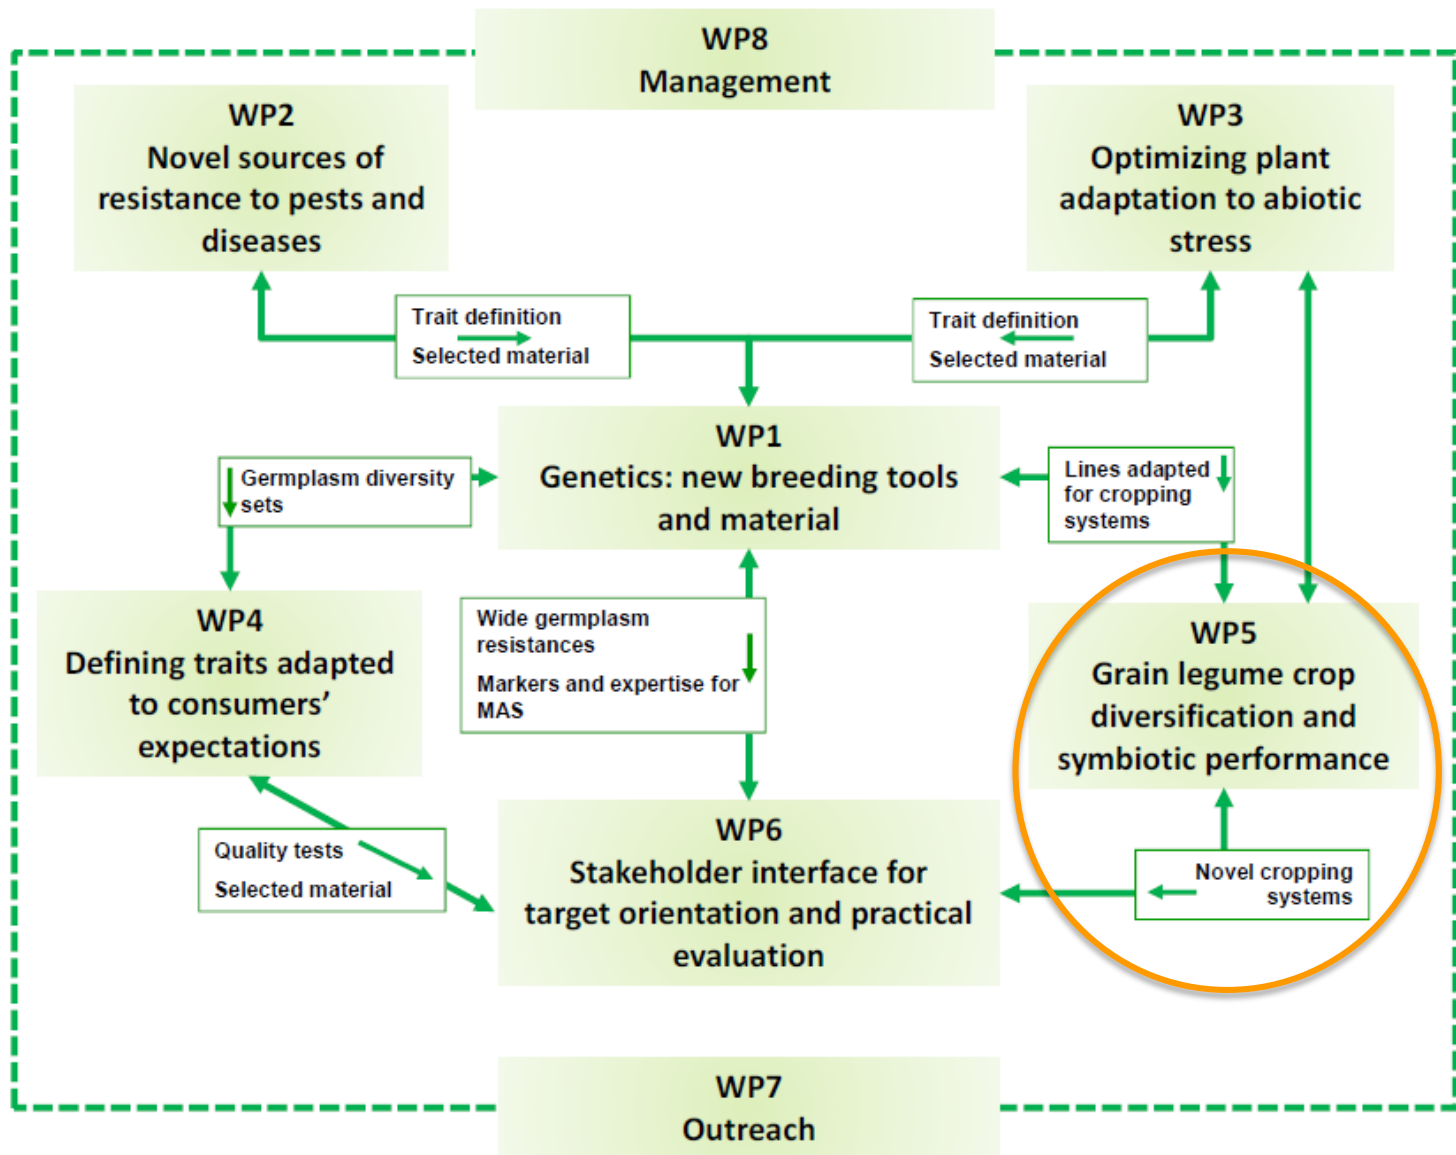 WP8
Management
WP2
Novel sources of
resistance to pests and
diseases
WP3
Optimizing plant
adaptation to abiotic
stress
Trait definition
Selected material
Trait definition
Selected material
WP1
Genetics: new breeding tools
and material
Germplasm diversity
sets
Lines adapted
for cropping
systems
WP4
Defining traits adapted
to consumers’
expectations
Wide germplasm
resistances
Markers and expertise for
MAS
WP5
Grain legume crop
diversification and
symbiotic performance
Quality tests
Selected material
WP6
Stakeholder interface for
target orientation and practical
evaluation
Novel cropping
systems
WP7
Outreach